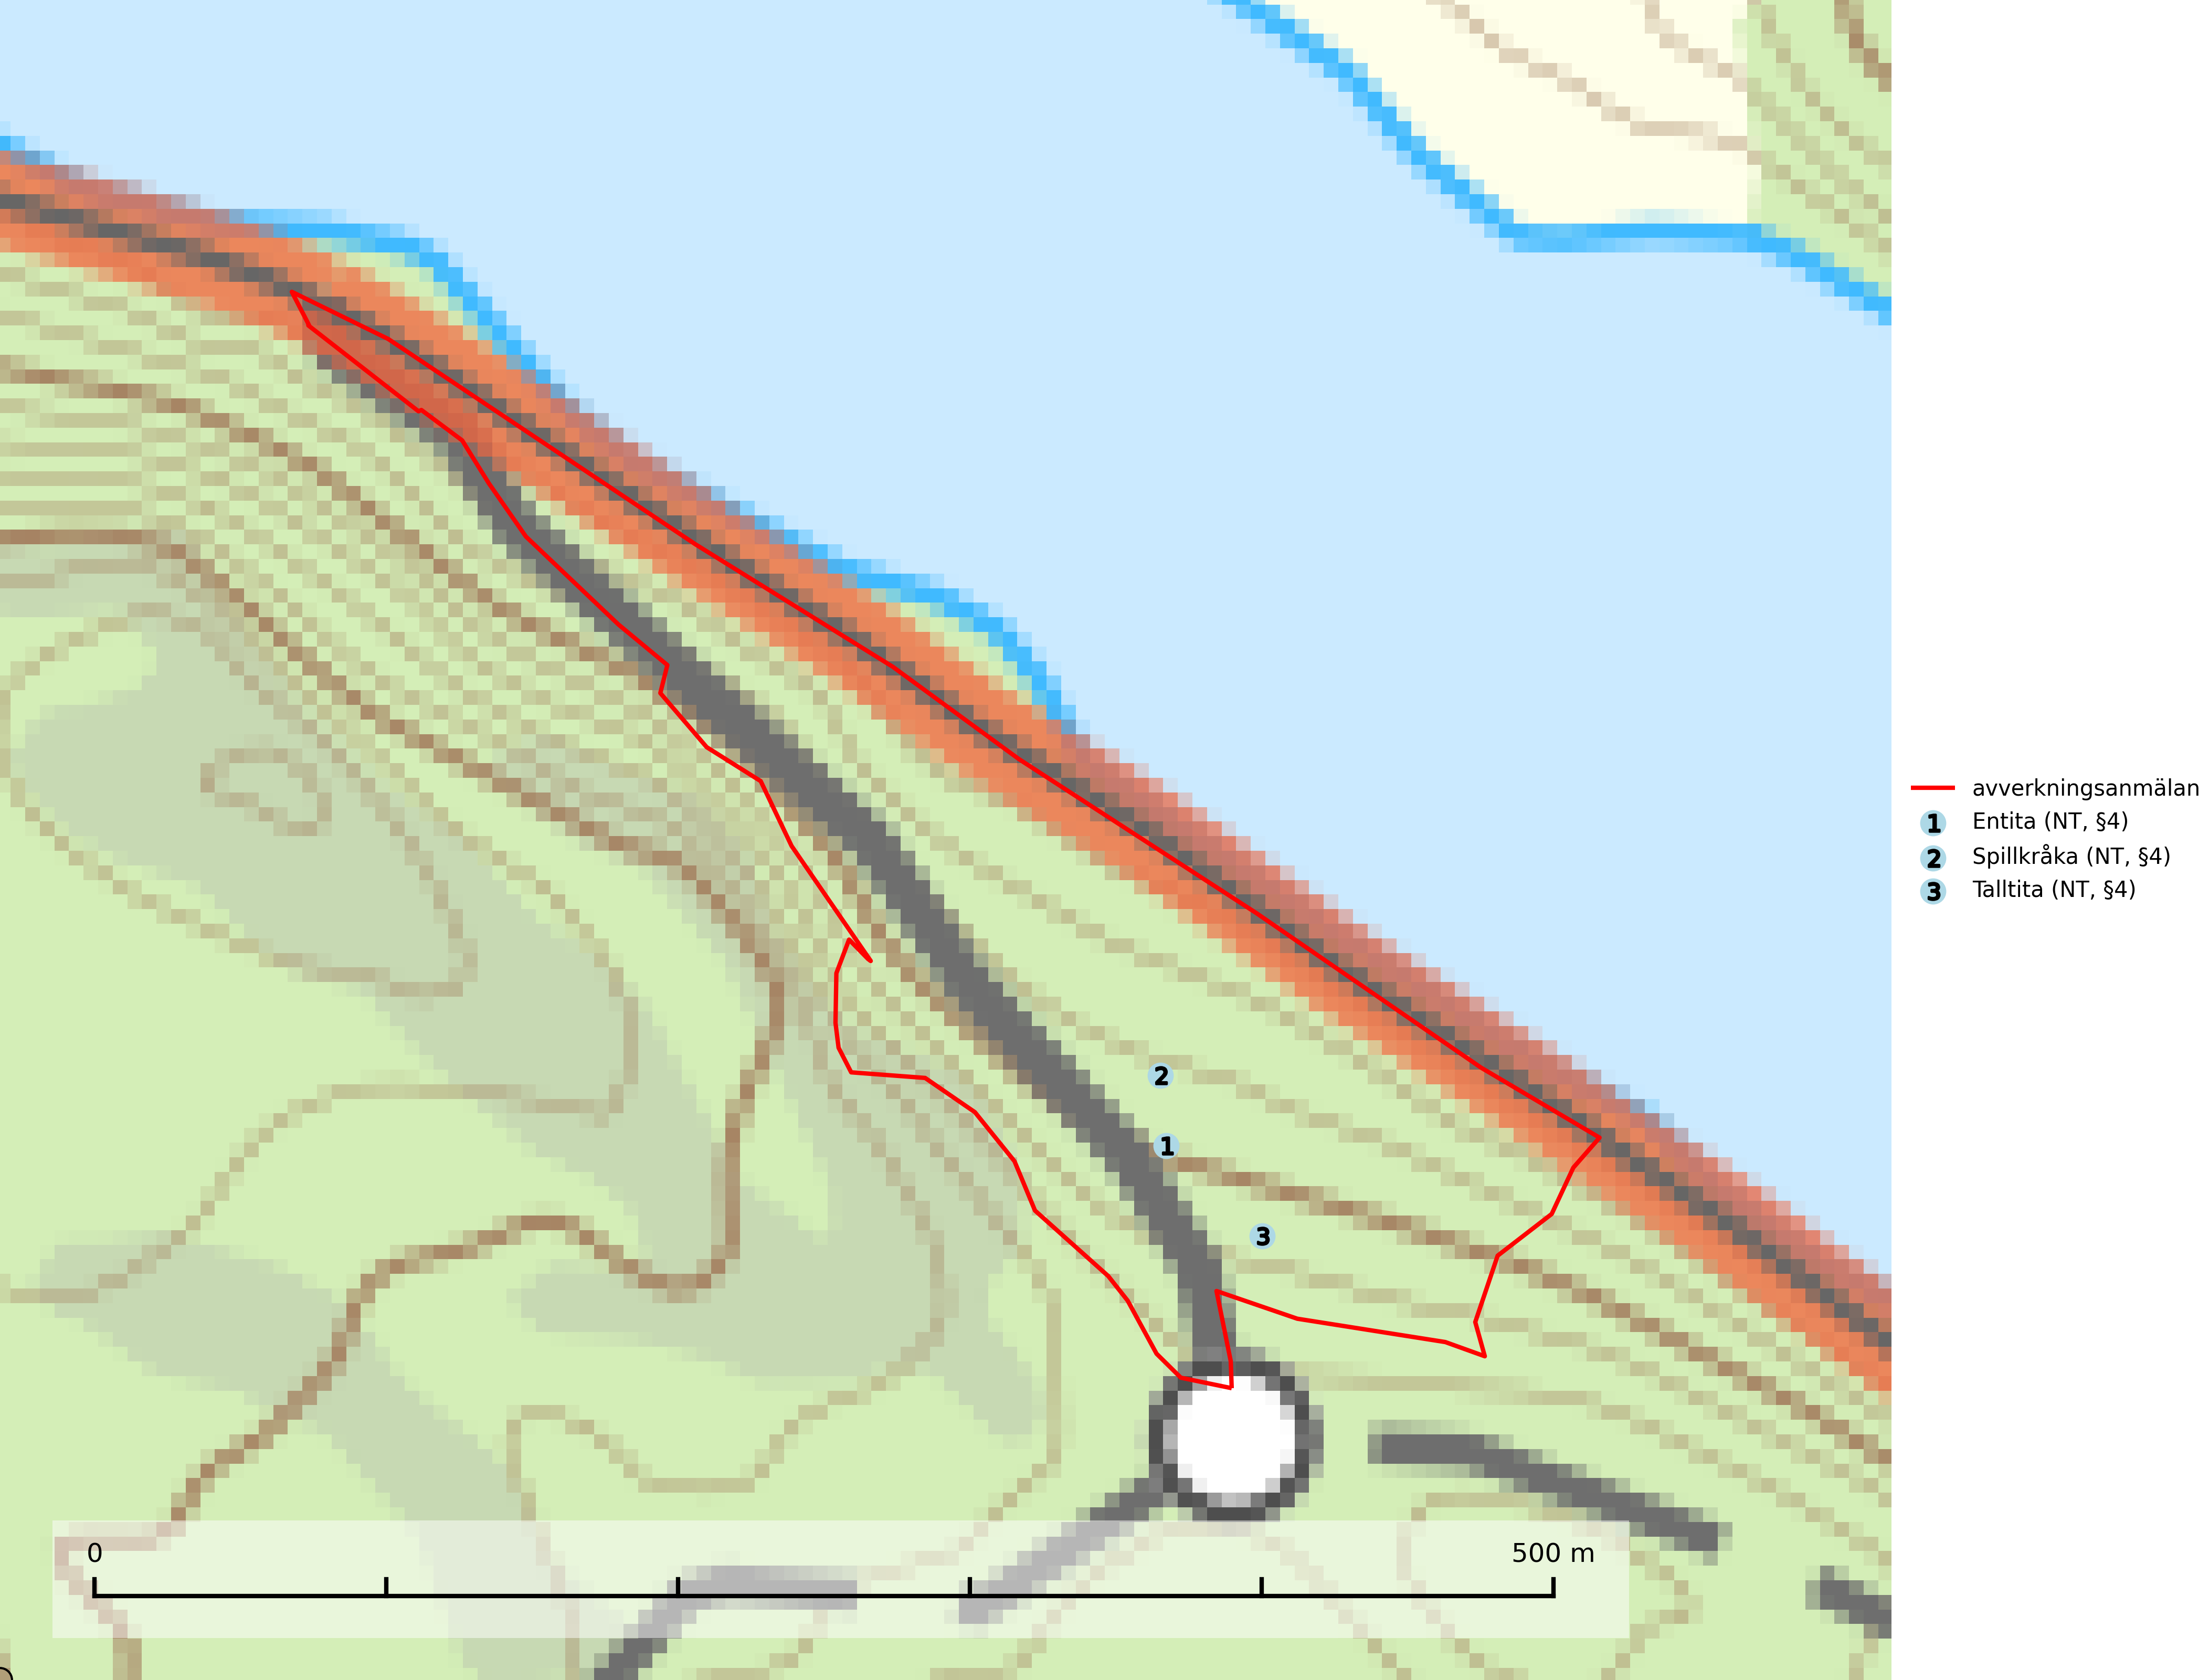 avverkningsanmälan
1 Entita (NT, §4)
2 Spillkråka (NT, §4)
3 Talltita (NT, §4)
2
1
3
0 500 m